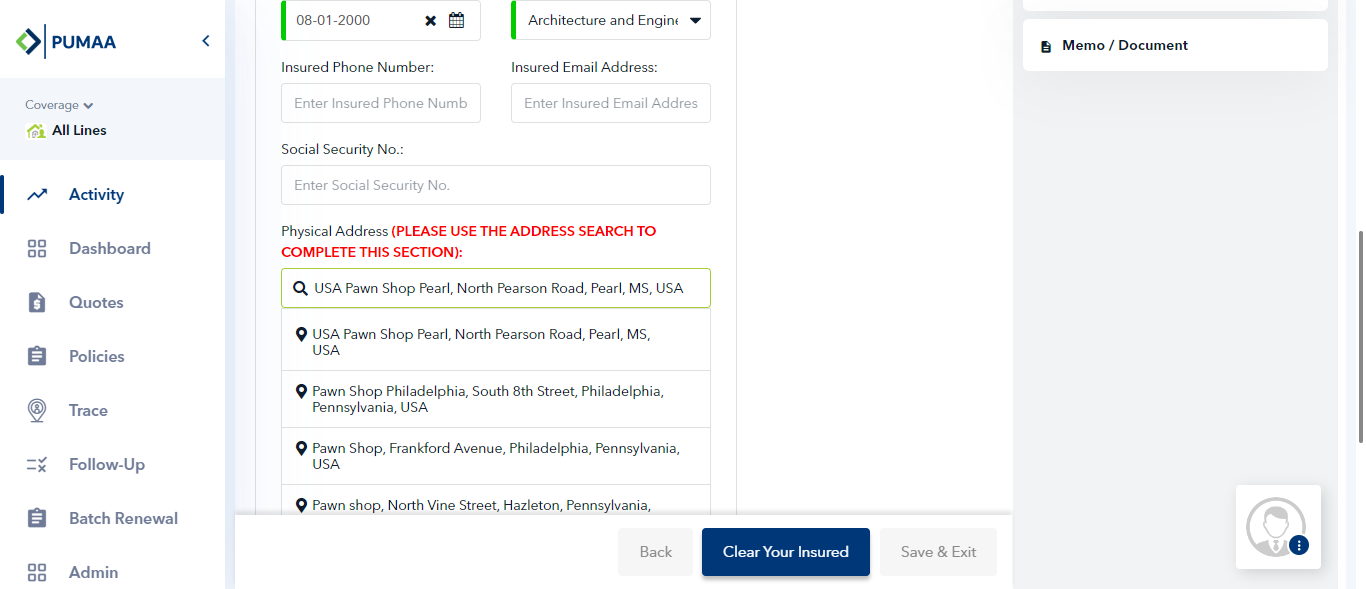 PUMAA
Coverage
All Lines
Activity
Dashboard
Quotes
Policies
Trace
Follow-Up
Batch Renewal
Admin
08-01-2000
Architecture and Engine
Insured Phone Number:
Insured Email Address:
Enter Insured Phone Numb
Enter Insured Email Addres
Social Security No.:
Enter Social Security No.
Physical Address (PLEASE USE THE ADDRESS SEARCH TO
COMPLETE THIS SECTION):
USA Pawn Shop Pearl, North Pearson Road, Pearl, MS, USA
USA Pawn Shop Pearl, North Pearson Road, Pearl, MS,
USA
Pawn Shop Philadelphia, South 8th Street, Philadelphia,
Pennsylvania, USA
Pawn Shop, Frankford Avenue, Philadelphia, Pennsylvania,
USA
Pawn shop, North Vine Street, Hazleton, Pennsylvania,
Back
Clear Your Insured
Save & Exit
Memo / Document